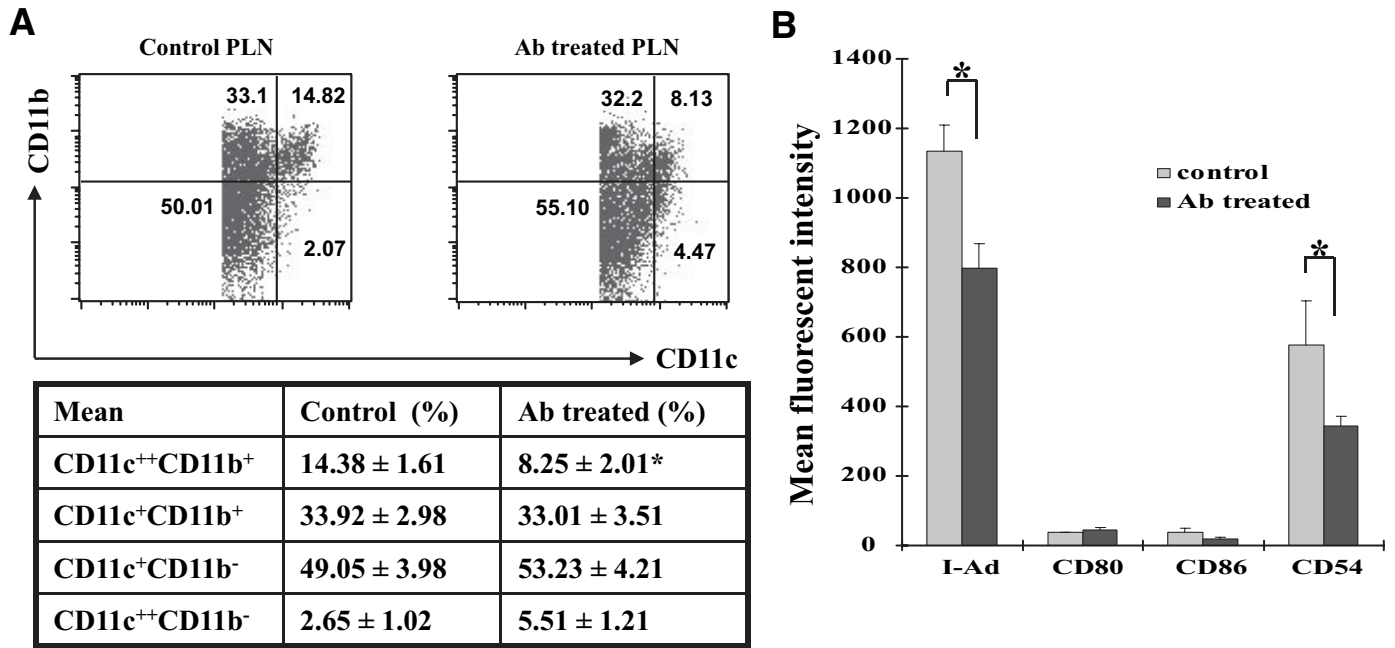 A
Control PLN
Ab treated PLN
CD11b
33.1 14.82
50.01
2.07
32.2 8.13
55.10
4.47
CD11c
Mean Control (%) Ab treated (%)
CD11c⁺⁺CD11b⁺ 14.38 ± 1.61 8.25 ± 2.01*
CD11c⁺CD11b⁺ 33.92 ± 2.98 33.01 ± 3.51
CD11c⁺CD11b⁻ 49.05 ± 3.98 53.23 ± 4.21
CD11c⁺⁺CD11b⁻ 2.65 ± 1.02 5.51 ± 1.21
B
Mean fluorescent intensity
1400
1200
1000
800
600
400
200
0
*
*
control
Ab treated
I-Ad CD80 CD86 CD54